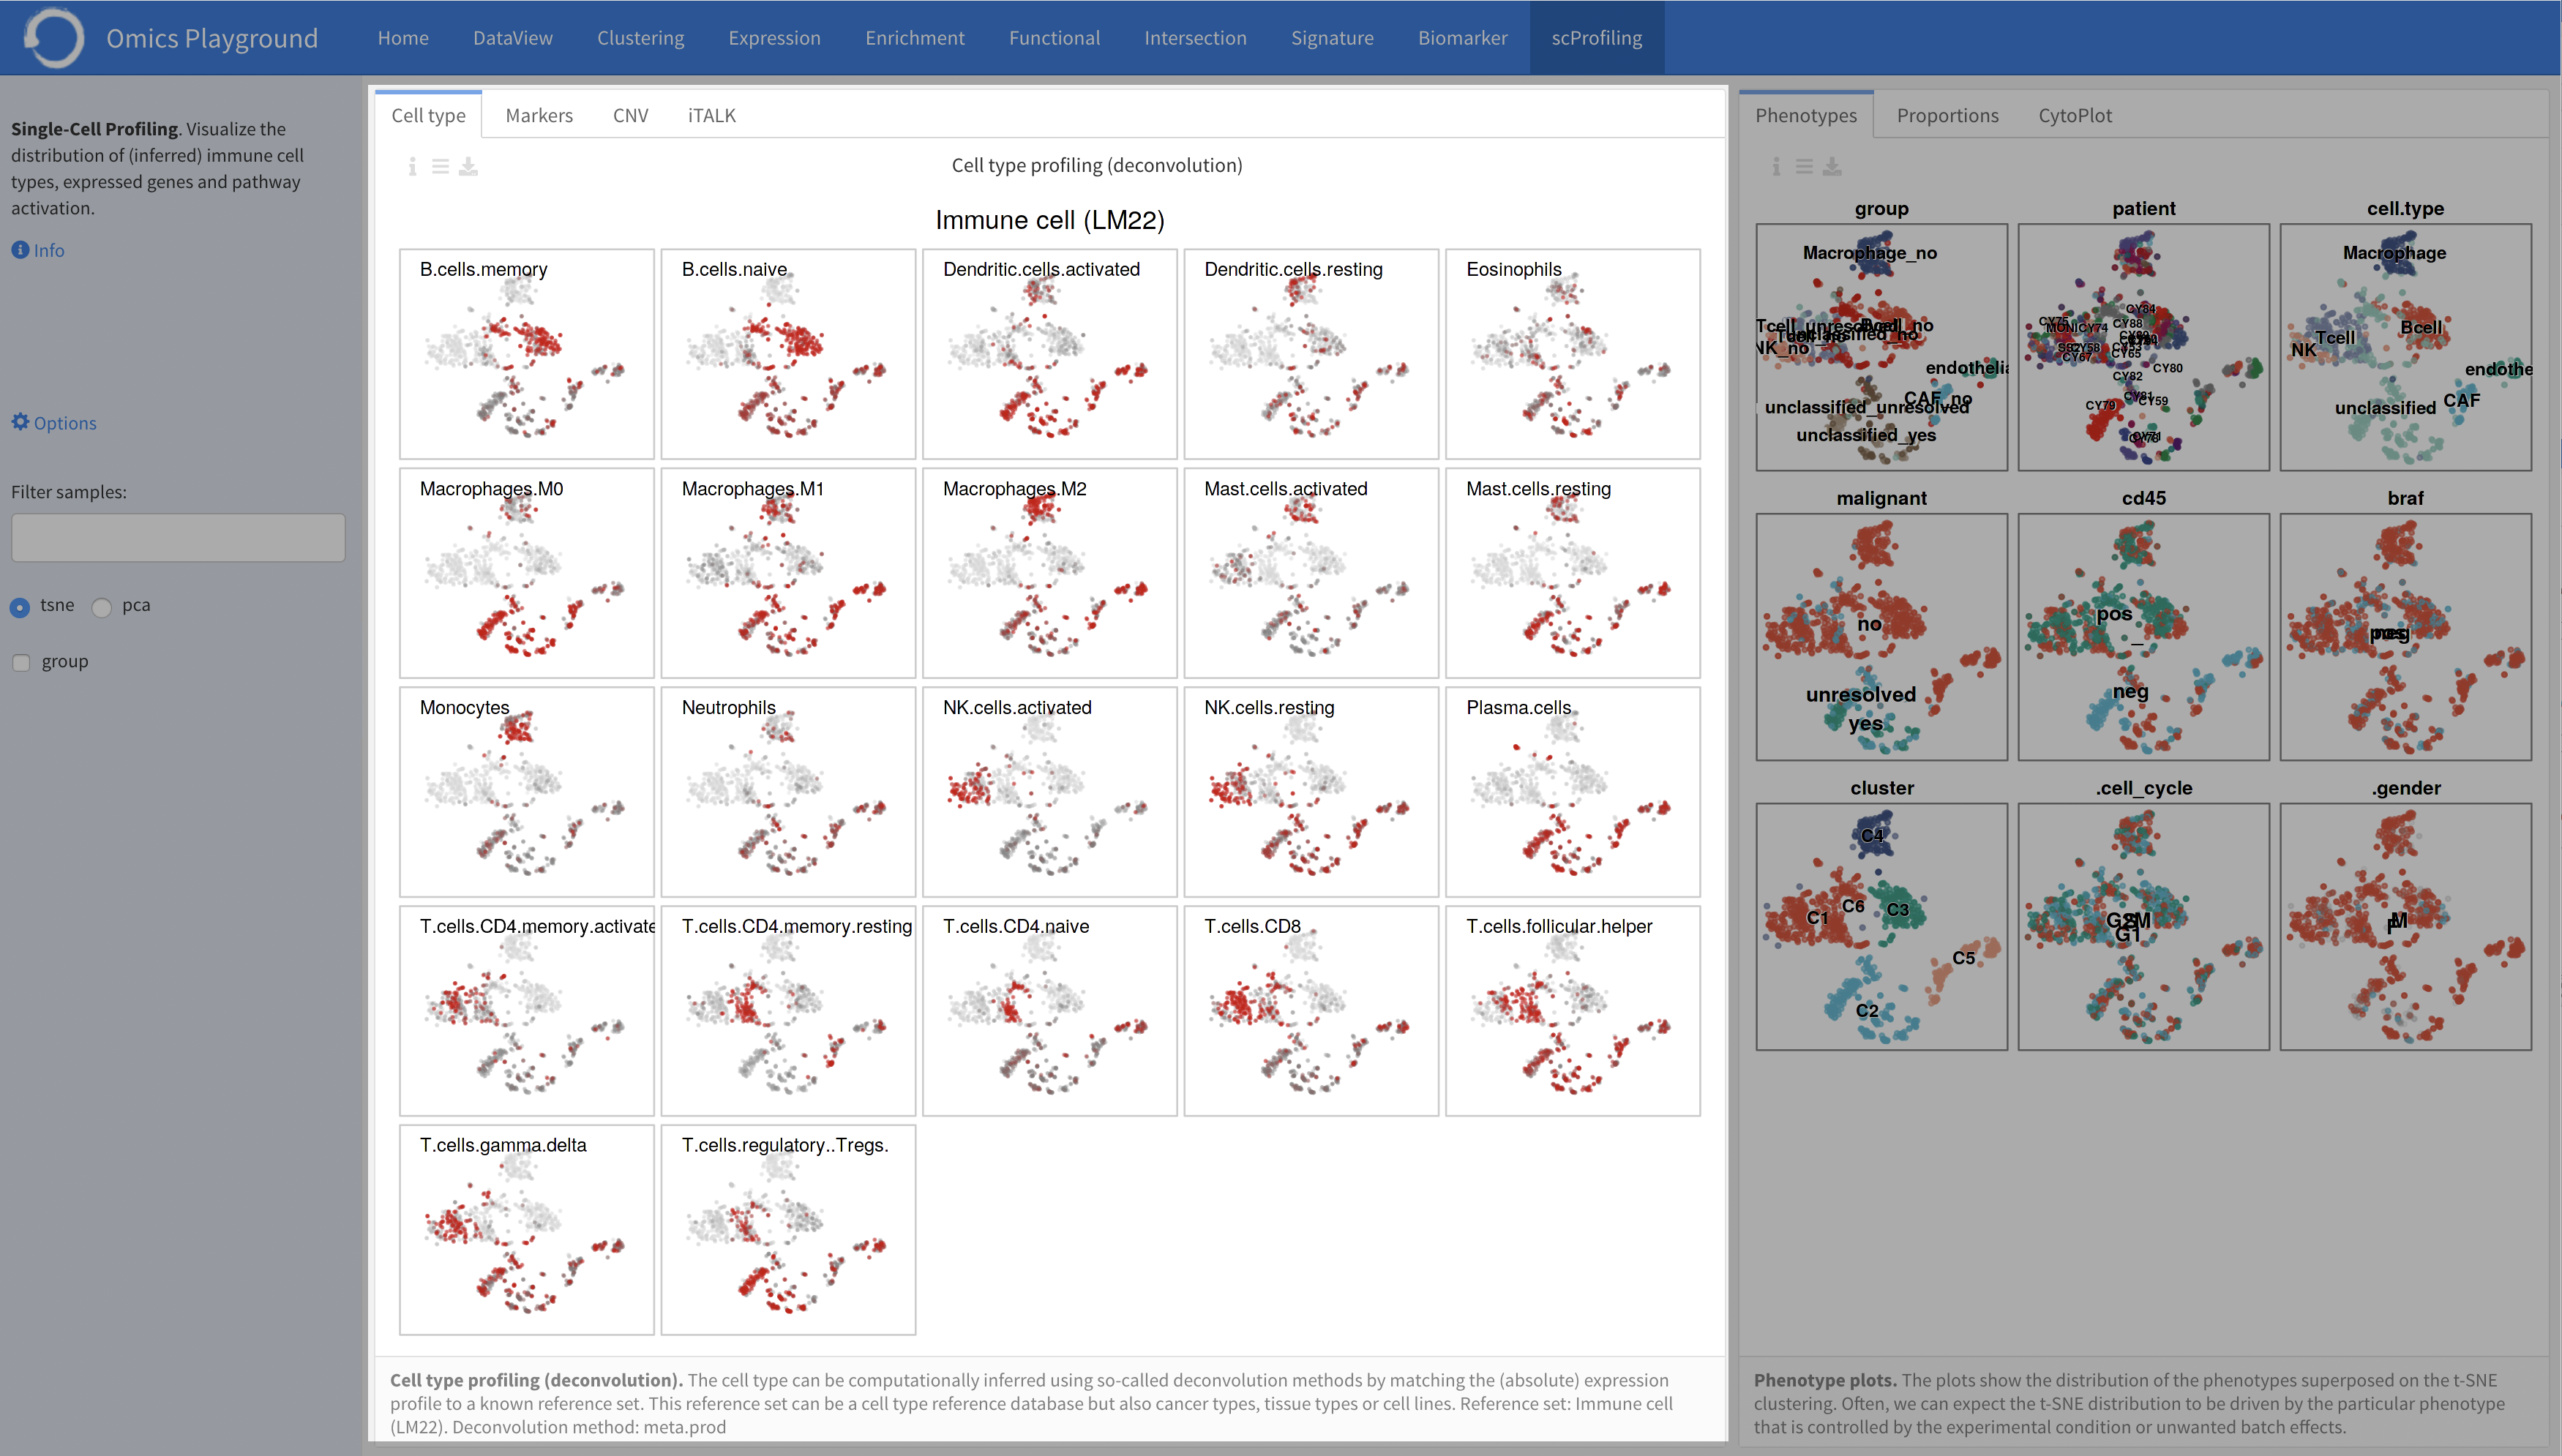 Omics Playground
Home DataView Clustering Expression Enrichment Functional Intersection Signature Biomarker scProfiling
Single-Cell Profiling. Visualize the
distribution of (inferred) immune cell
types, expressed genes and pathway
activation.
Info
Options
Filter samples:
tsne pca
group
Cell type Markers CNV iTALK
Cell type profiling (deconvolution)
Immune cell (LM22)
B.cells.memory B.cells.naive Dendritic.cells.activated Dendritic.cells.resting Eosinophils
Macrophages.M0 Macrophages.M1 Macrophages.M2 Mast.cells.activated Mast.cells.resting
Monocytes Neutrophils NK.cells.activated NK.cells.resting Plasma.cells
T.cells.CD4.memory.activate T.cells.CD4.memory.resting T.cells.CD4.naive T.cells.CD8 T.cells.follicular.helper
T.cells.gamma.delta T.cells.regulatory..Tregs.
Cell type profiling (deconvolution). The cell type can be computationally inferred using so-called deconvolution methods by matching the (absolute) expression
profile to a known reference set. This reference set can be a cell type reference database but also cancer types, tissue types or cell lines. Reference set: Immune cell
(LM22). Deconvolution method: meta.prod
Phenotypes Proportions CytoPlot
group patient cell.type
Macrophage_no
NK_no
endothelia
CAF_no
unclassified_unresolved
unclassified_yes
CY84
CY75
CY74
CY88
CY58
CY67
CY65
CY80
CY82
CY79
CY59
Macrophage
Bcell
Tcell
NK
endothe
CAF
unclassified
malignant cd45 braf
no
unresolved
yes
pos
neg
cluster .cell_cycle .gender
C4
C6
C3
C1
C5
C2
G1
M
Phenotype plots. The plots show the distribution of the phenotypes superposed on the t-SNE
clustering. Often, we can expect the t-SNE distribution to be driven by the particular phenotype
that is controlled by the experimental condition or unwanted batch effects.